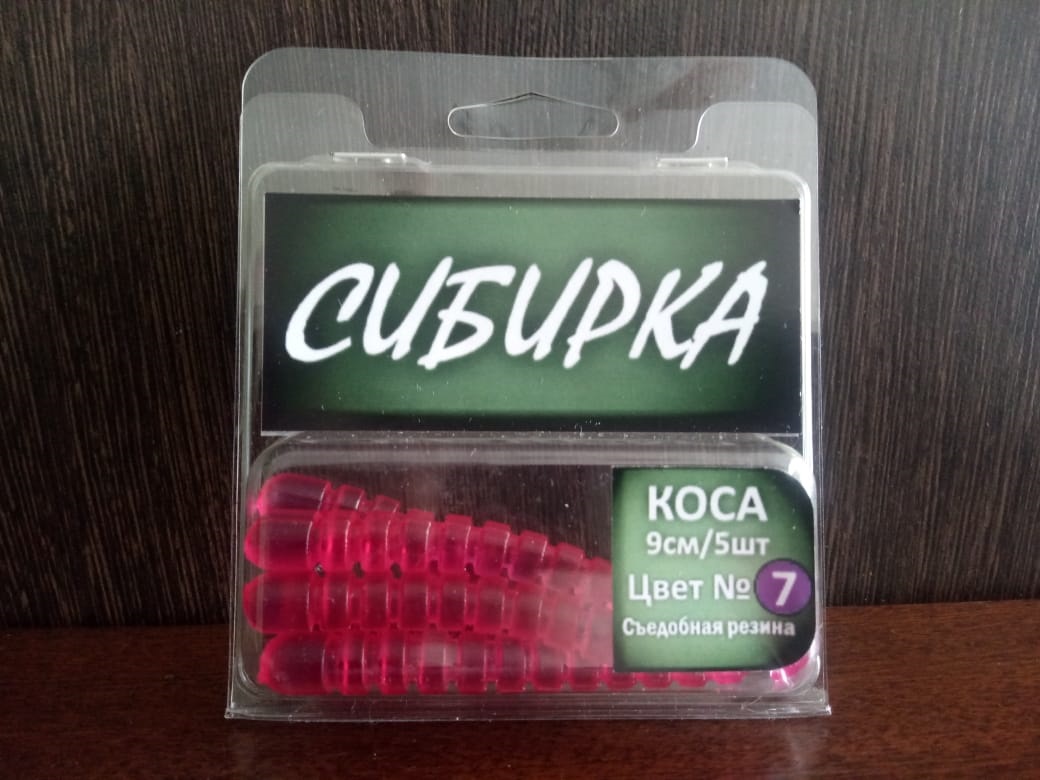 СИБИРКА
КОСА
9см/5шт
Цвет № 7
Съедобная резина